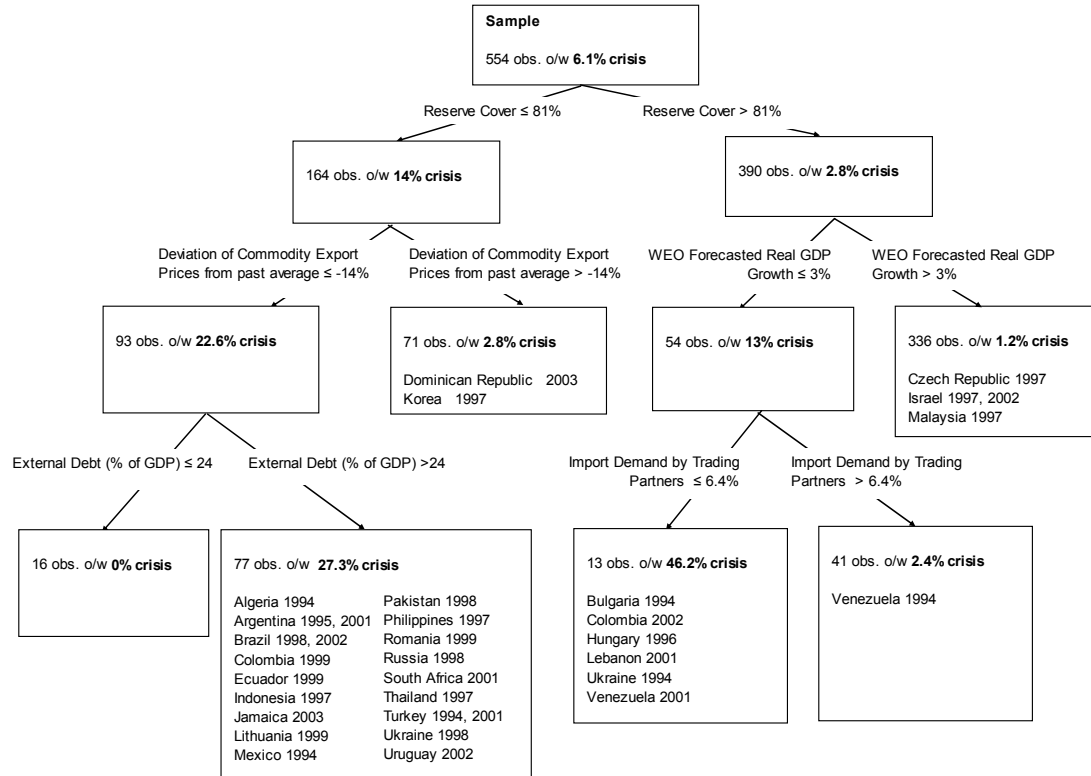 Sample
554 obs. o/w 6.1% crisis
Reserve Cover ≤ 81%
Reserve Cover > 81%
164 obs. o/w 14% crisis
390 obs. o/w 2.8% crisis
Deviation of Commodity Export
Prices from past average ≤ -14%
Deviation of Commodity Export
Prices from past average > -14%
WEO Forecasted Real GDP
Growth ≤ 3%
WEO Forecasted Real GDP
Growth > 3%
93 obs. o/w 22.6% crisis
71 obs. o/w 2.8% crisis
Dominican Republic 2003
Korea 1997
54 obs. o/w 13% crisis
336 obs. o/w 1.2% crisis
Czech Republic 1997
Israel 1997, 2002
Malaysia 1997
External Debt (% of GDP) ≤ 24
External Debt (% of GDP) >24
Import Demand by Trading
Partners ≤ 6.4%
Import Demand by Trading
Partners > 6.4%
16 obs. o/w 0% crisis
77 obs. o/w 27.3% crisis
Algeria 1994
Argentina 1995, 2001
Brazil 1998, 2002
Colombia 1999
Ecuador 1999
Indonesia 1997
Jamaica 2003
Lithuania 1999
Mexico 1994
Pakistan 1998
Philippines 1997
Romania 1999
Russia 1998
South Africa 2001
Thailand 1997
Turkey 1994, 2001
Ukraine 1998
Uruguay 2002
13 obs. o/w 46.2% crisis
Bulgaria 1994
Colombia 2002
Hungary 1996
Lebanon 2001
Ukraine 1994
Venezuela 2001
41 obs. o/w 2.4% crisis
Venezuela 1994